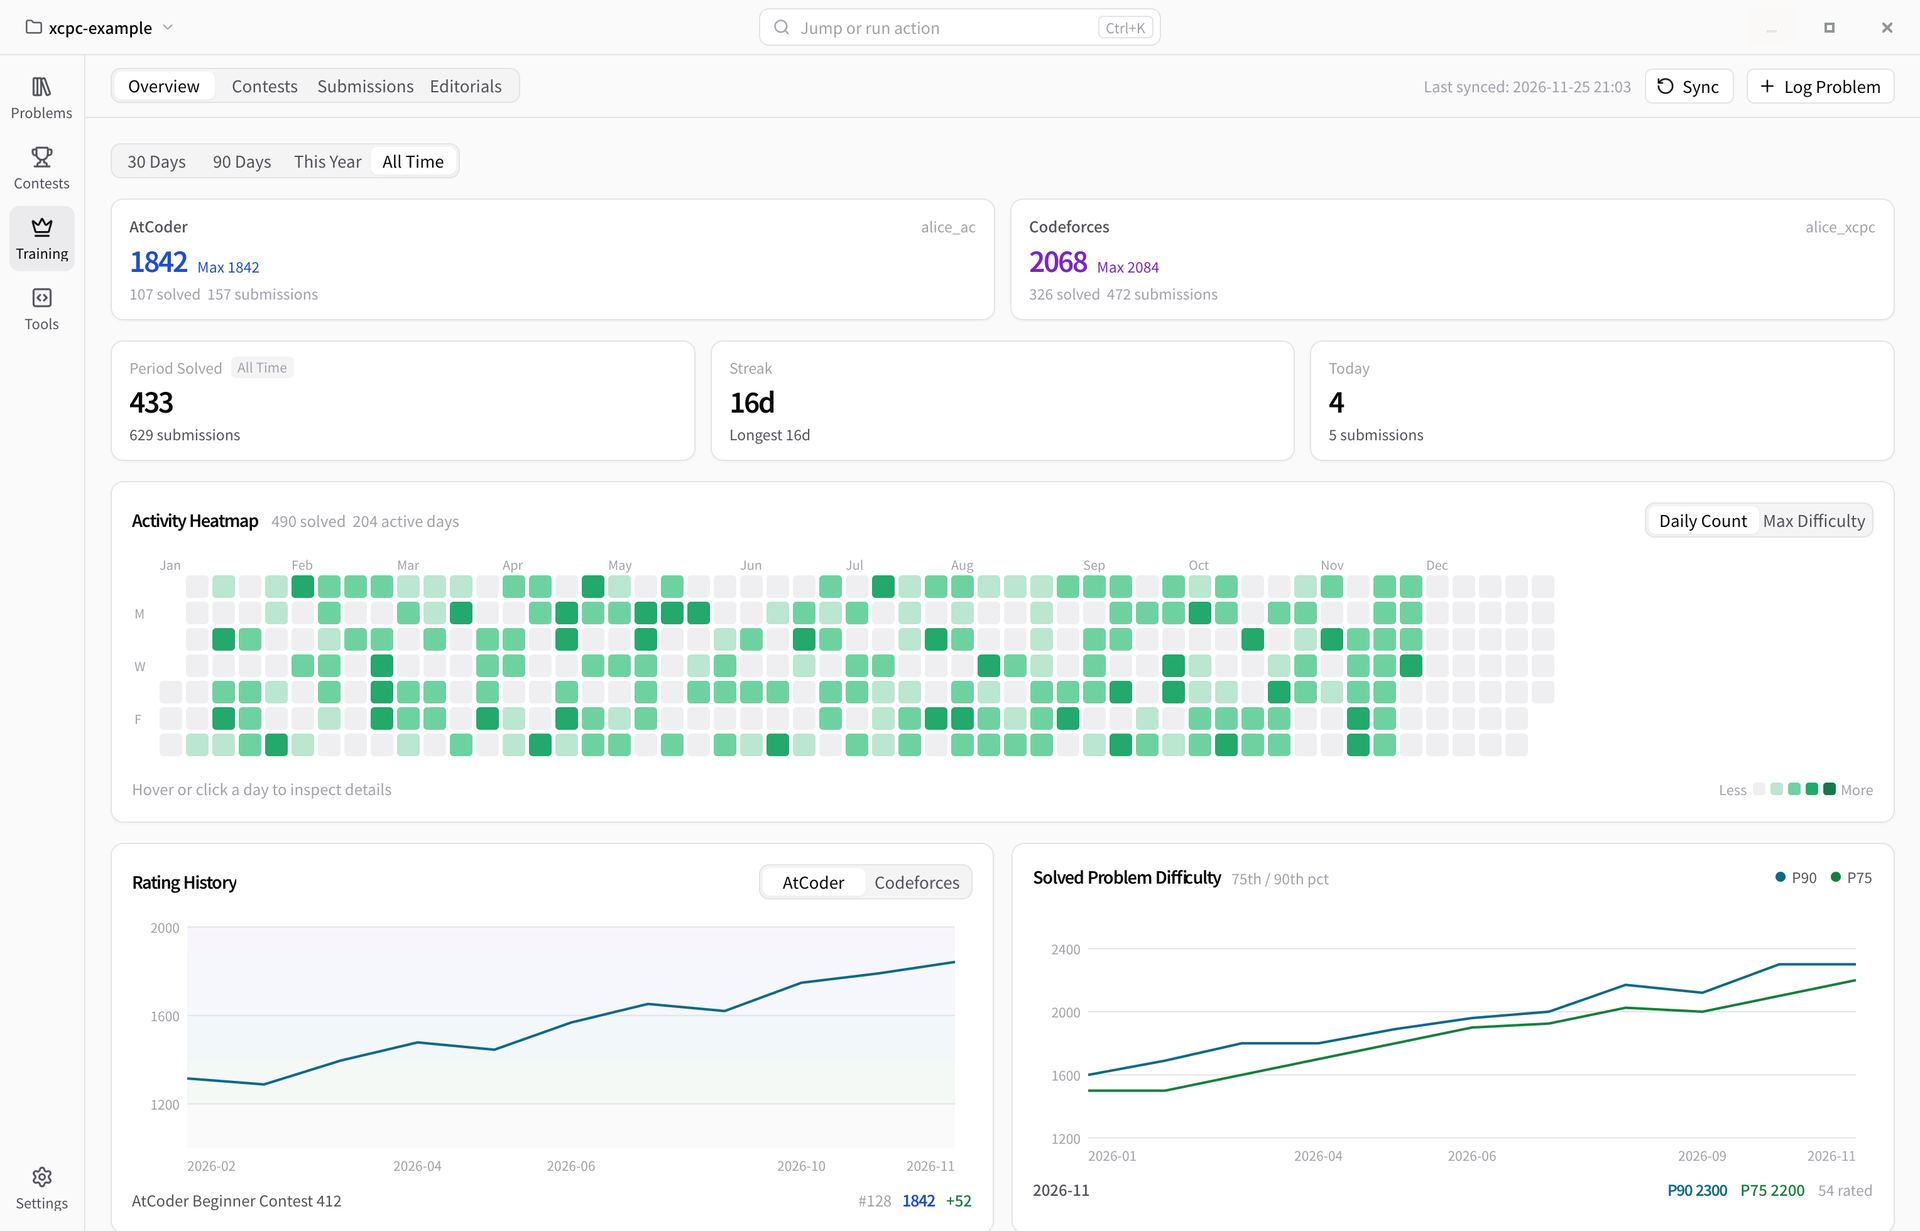 xcpc-example
Jump or run action Ctrl+K
Problems
Contests
Training
Tools
Settings
Overview Contests Submissions Editorials
Last synced: 2026-11-25 21:03 Sync + Log Problem
30 Days 90 Days This Year All Time
AtCoder alice_ac
1842 Max 1842
107 solved 157 submissions
Codeforces alice_xcpc
2068 Max 2084
326 solved 472 submissions
Period Solved All Time
433
629 submissions
Streak
16d
Longest 16d
Today
4
5 submissions
Activity Heatmap 490 solved 204 active days
Daily Count Max Difficulty
Jan Feb Mar Apr May Jun Jul Aug Sep Oct Nov Dec
M
W
F
Hover or click a day to inspect details
Less More
Rating History
AtCoder Codeforces
2000
1600
1200
2026-02 2026-04 2026-06 2026-10 2026-11
AtCoder Beginner Contest 412 #128 1842 +52
Solved Problem Difficulty 75th / 90th pct
P90 P75
2400
2000
1600
1200
2026-01 2026-04 2026-06 2026-09 2026-11
2026-11 P90 2300 P75 2200 54 rated